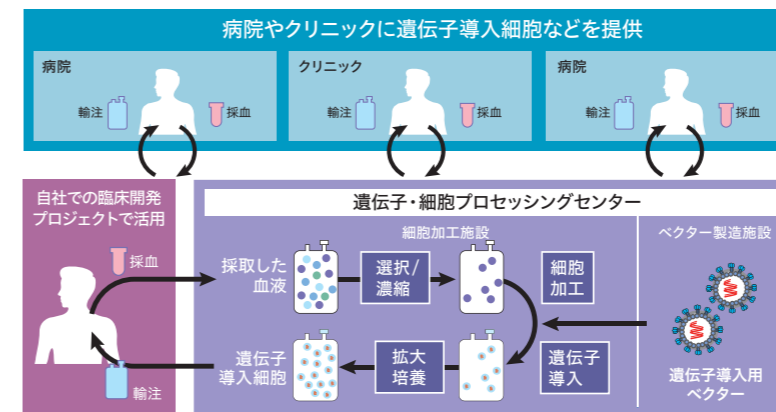 病院やクリニックに遺伝子導入細胞などを提供
病院
輸注
採血
クリニック
輸注
採血
病院
輸注
採血
自社での臨床開発
プロジェクトで活用
採血
輸注
遺伝子・細胞プロセッシングセンター
細胞加工施設
採取した
血液
選択/
濃縮
細胞
加工
遺伝子
導入
拡大
培養
遺伝子
導入細胞
ベクター製造施設
遺伝子導入用
ベクター